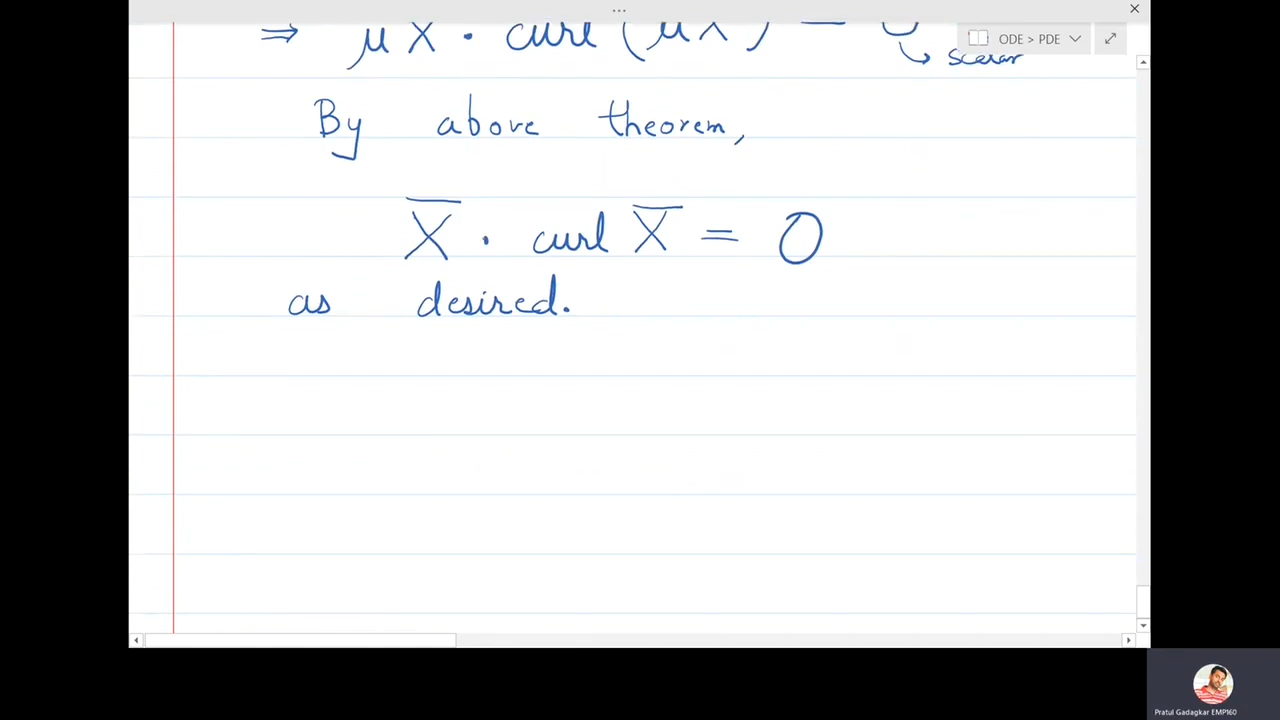 ODE > PDE
⇒ μX · curl (μX) = 0
scalar
By above theorem,
X̅ · curl X̅ = 0
as desired.
Pratul Gadagkar EMP160